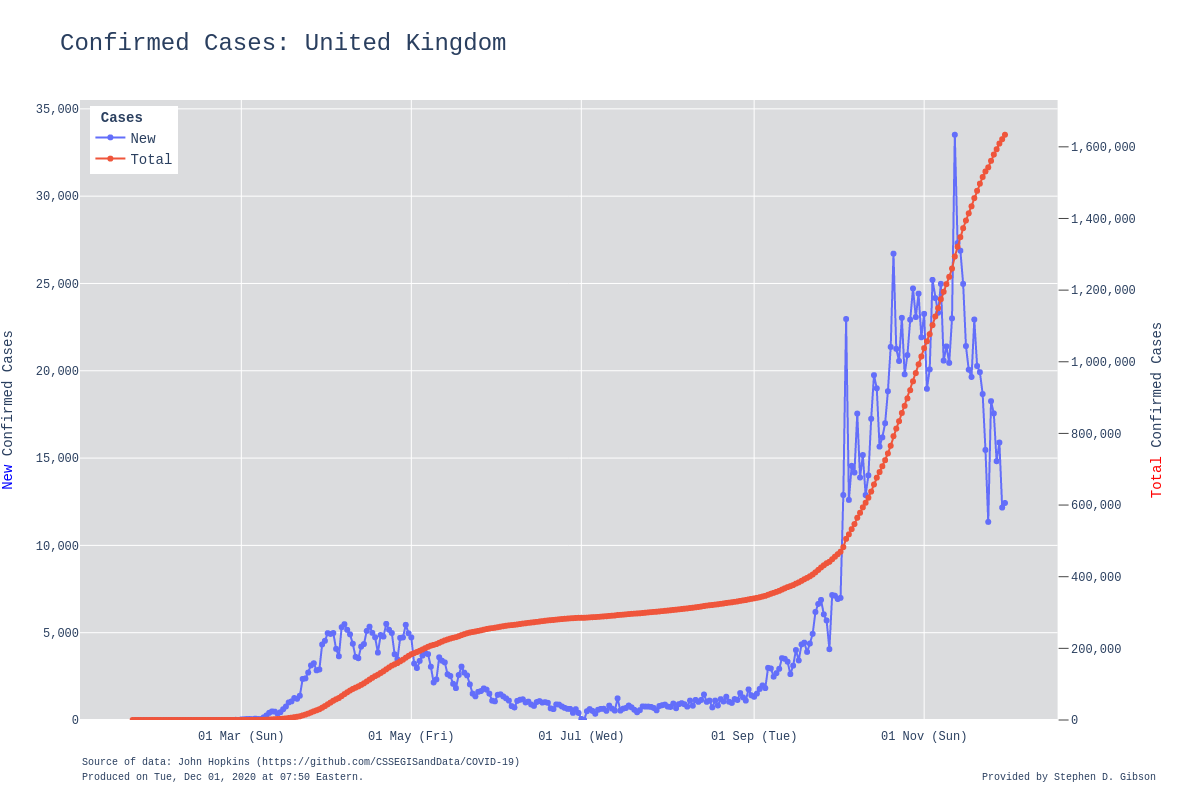 Confirmed Cases: United Kingdom
Cases
New
Total
35,000
30,000
25,000
20,000
15,000
10,000
5,000
0
New Confirmed Cases
1,600,000
1,400,000
1,200,000
1,000,000
800,000
600,000
400,000
200,000
0
Total Confirmed Cases
01 Mar (Sun)
01 May (Fri)
01 Jul (Wed)
01 Sep (Tue)
01 Nov (Sun)
Source of data: John Hopkins (https://github.com/CSSEGISandData/COVID-19)
Produced on Tue, Dec 01, 2020 at 07:50 Eastern.
Provided by Stephen D. Gibson